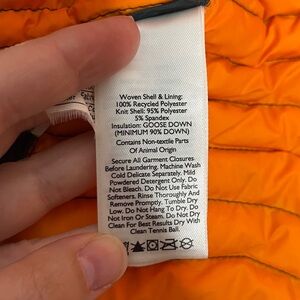 Woven Shell & Lining:
100% Recycled Polyester
Knit Shell: 95% Polyester
5% Spandex
Insulation: GOOSE DOWN
(MINIMUM 90% DOWN)
Contains Non-textile Parts
Of Animal Origin
Secure All Garment Closures
Before Laundering. Machine Wash
Cold Delicate Separately. Mild
Powdered Detergent Only. Do
Not Bleach. Do Not Use Fabric
Softeners. Rinse Thoroughly And
Remove Promptly. Tumble Dry
Low. Do Not Hang To Dry. Do
Not Iron Or Steam. Do Not Dry
Clean For Best Results Dry With
Clean Tennis Ball.